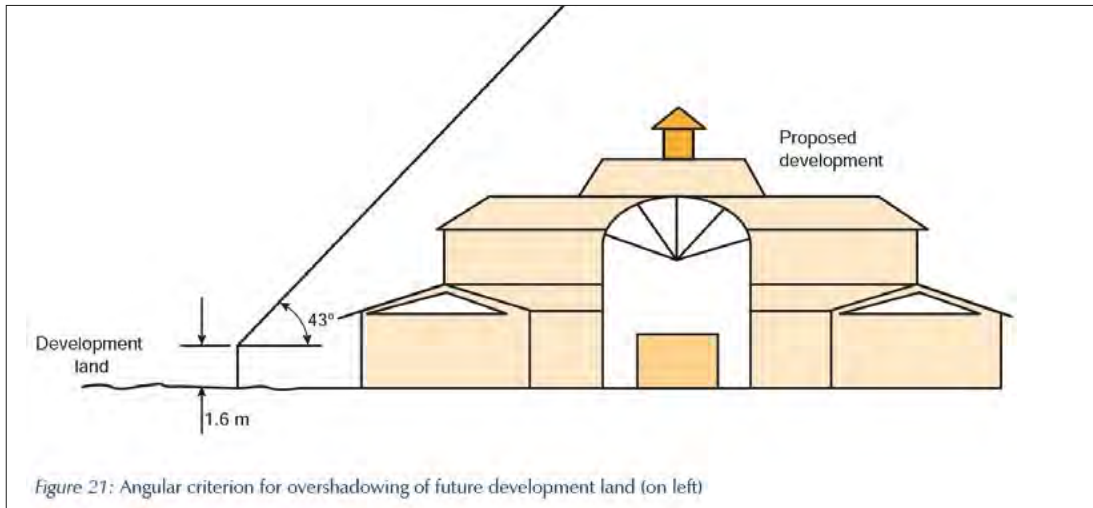 Proposed
development
43°
Development
land
1.6 m
Figure 21: Angular criterion for overshadowing of future development land (on left)